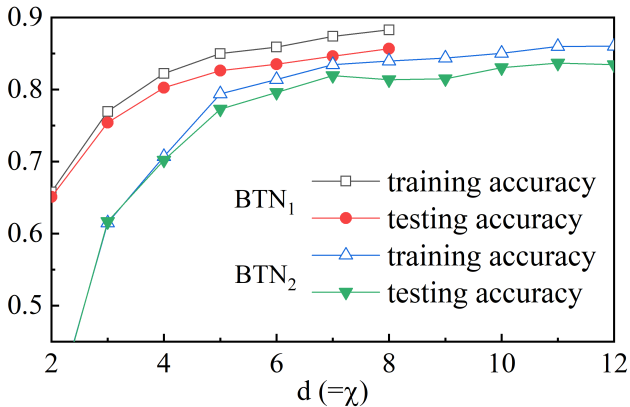 0.9
0.8
0.7
0.6
0.5
BTN₁
training accuracy
testing accuracy
BTN₂
training accuracy
testing accuracy
2 4 6 8 10 12
d (=χ)